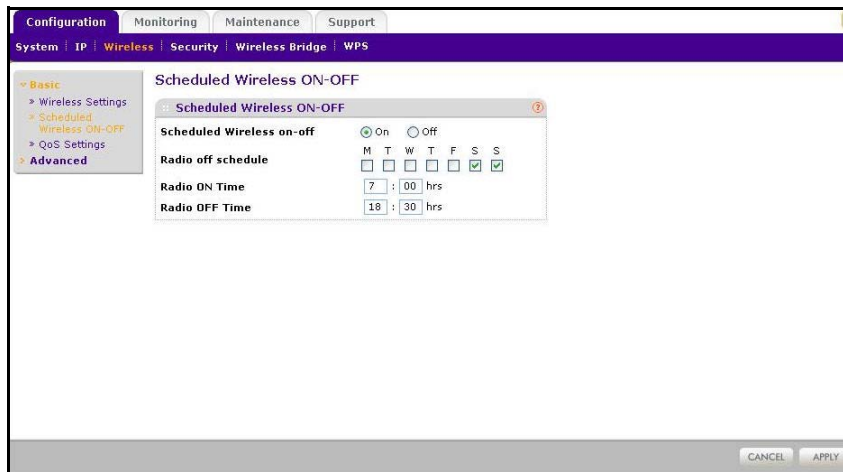 Configuration Monitoring Maintenance Support
System IP Wireless Security Wireless Bridge WPS
Basic
Wireless Settings
Scheduled
Wireless ON-OFF
QoS Settings
Advanced
Scheduled Wireless ON-OFF
Scheduled Wireless ON-OFF ?
Scheduled Wireless on-off On Off
M T W T F S S
Radio off schedule
Radio ON Time 7 : 00 hrs
Radio OFF Time 18 : 30 hrs
CANCEL APPLY